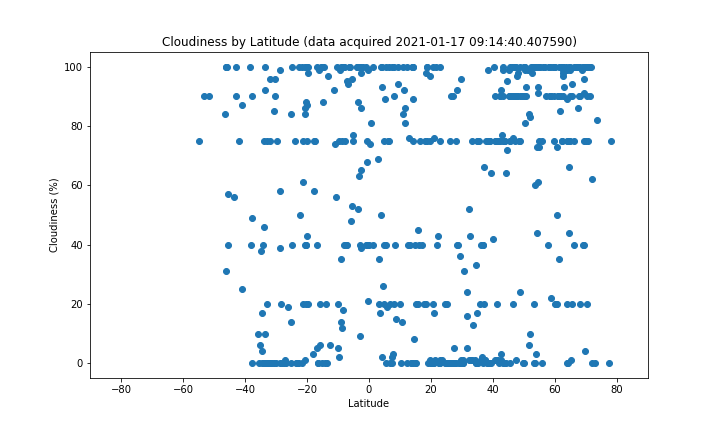 Cloudiness by Latitude (data acquired 2021-01-17 09:14:40.407590)
100
80
60
40
20
0
Cloudiness (%)
−80 −60 −40 −20 0 20 40 60 80
Latitude